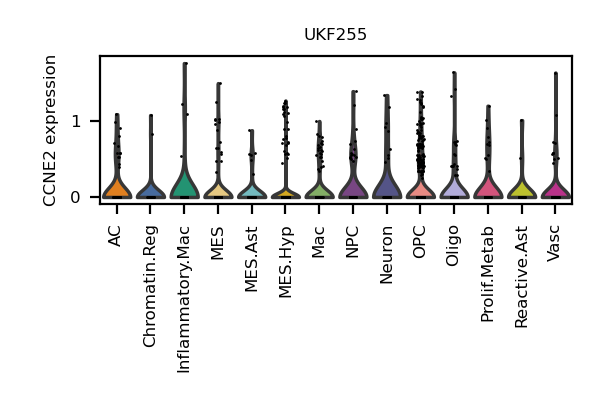 UKF255
CCNE2 expression
1
0
AC
Chromatin.Reg
Inflammatory.Mac
MES
MES.Ast
MES.Hyp
Mac
NPC
Neuron
OPC
Oligo
Prolif.Metab
Reactive.Ast
Vasc